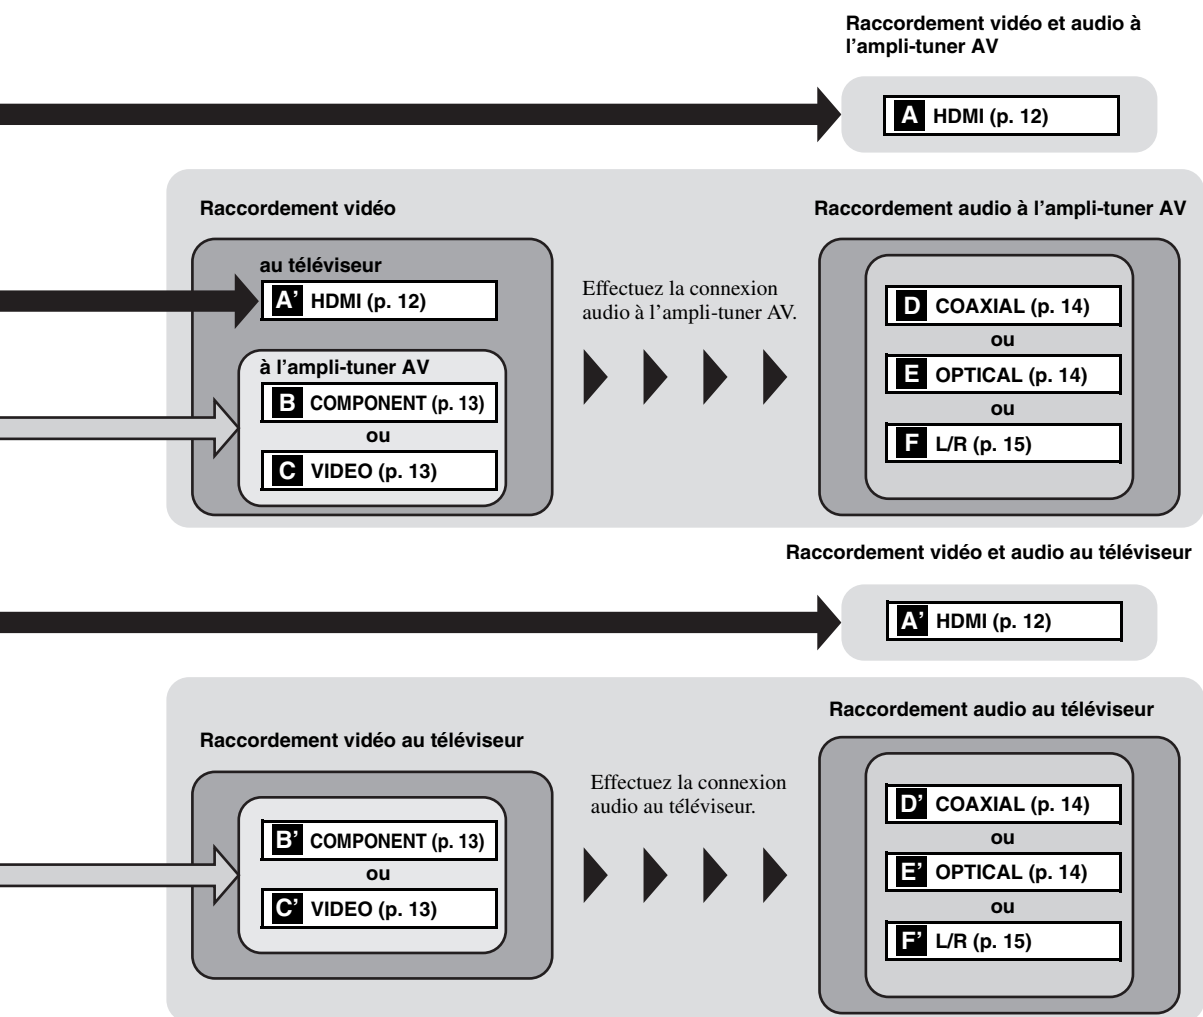 Raccordement vidéo et audio à
l’ampli-tuner AV
A HDMI (p. 12)
Raccordement vidéo
au téléviseur
A’ HDMI (p. 12)
à l’ampli-tuner AV
B COMPONENT (p. 13)
ou
C VIDEO (p. 13)
Effectuez la connexion
audio à l’ampli-tuner AV.
Raccordement audio à l’ampli-tuner AV
D COAXIAL (p. 14)
ou
E OPTICAL (p. 14)
ou
F L/R (p. 15)
Raccordement vidéo et audio au téléviseur
A’ HDMI (p. 12)
Raccordement vidéo au téléviseur
B’ COMPONENT (p. 13)
ou
C’ VIDEO (p. 13)
Effectuez la connexion
audio au téléviseur.
Raccordement audio au téléviseur
D’ COAXIAL (p. 14)
ou
E’ OPTICAL (p. 14)
ou
F’ L/R (p. 15)